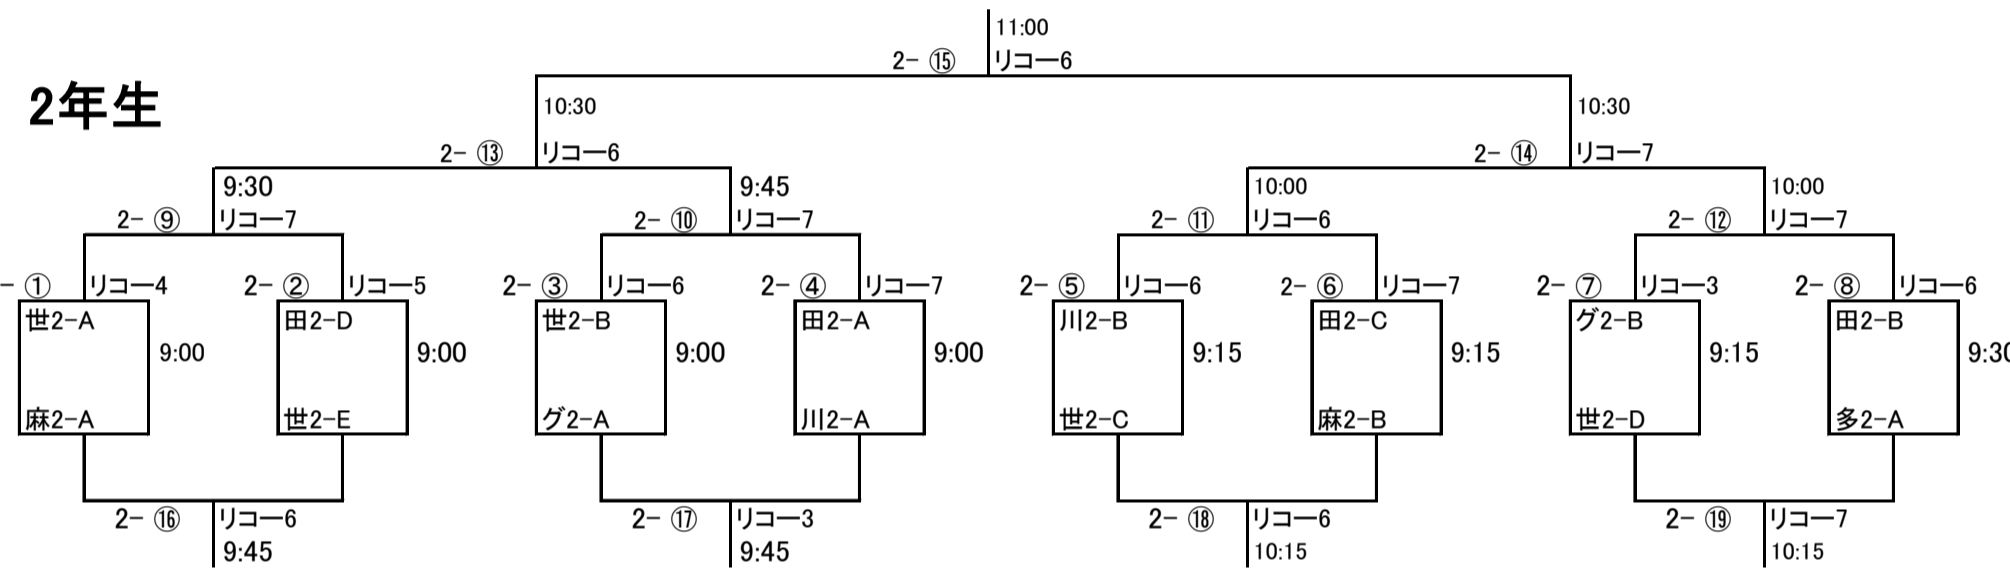 11:00
2- ⑮ リコー6
2年生
10:30 10:30
2- ⑬ リコー6 2- ⑭ リコー7
9:30 9:45 10:00 10:00
2- ⑨ リコー7 2- ⑩ リコー7 2- ⑪ リコー6 2- ⑫ リコー7
- ① リコー4 2- ② リコー5 2- ③ リコー6 2- ④ リコー7 2- ⑤ リコー6 2- ⑥ リコー7 2- ⑦ リコー3 2- ⑧ リコー6
世2-A 田2-D 世2-B 田2-A 川2-B 田2-C グ2-B 田2-B
9:00 9:00 9:00 9:00 9:15 9:15 9:15 9:30
麻2-A 世2-E グ2-A 川2-A 世2-C 麻2-B 世2-D 多2-A
2- ⑯ リコー6 2- ⑰ リコー3 2- ⑱ リコー6 2- ⑲ リコー7
9:45 9:45 10:15 10:15